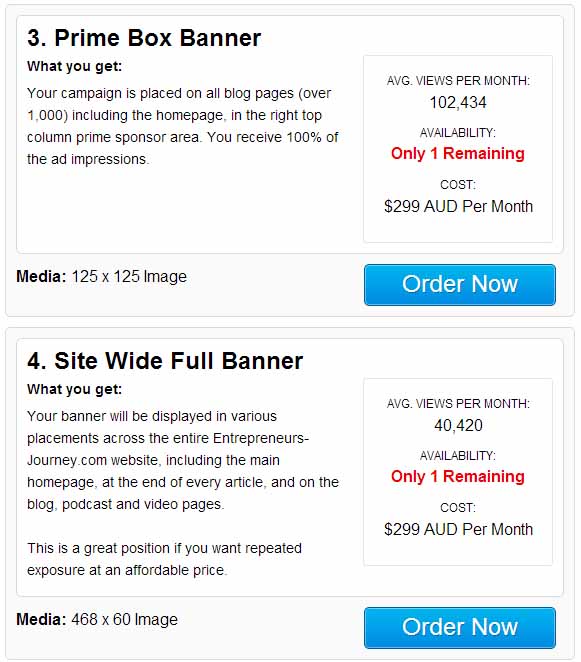 3. Prime Box Banner
What you get:
Your campaign is placed on all blog pages (over
1,000) including the homepage, in the right top
column prime sponsor area. You receive 100% of
the ad impressions.
AVG. VIEWS PER MONTH:
102,434
AVAILABILITY:
Only 1 Remaining
COST:
$299 AUD Per Month
Media: 125 x 125 Image
Order Now
4. Site Wide Full Banner
What you get:
Your banner will be displayed in various
placements across the entire Entrepreneurs-
Journey.com website, including the main
homepage, at the end of every article, and on the
blog, podcast and video pages.
This is a great position if you want repeated
exposure at an affordable price.
AVG. VIEWS PER MONTH:
40,420
AVAILABILITY:
Only 1 Remaining
COST:
$299 AUD Per Month
Media: 468 x 60 Image
Order Now